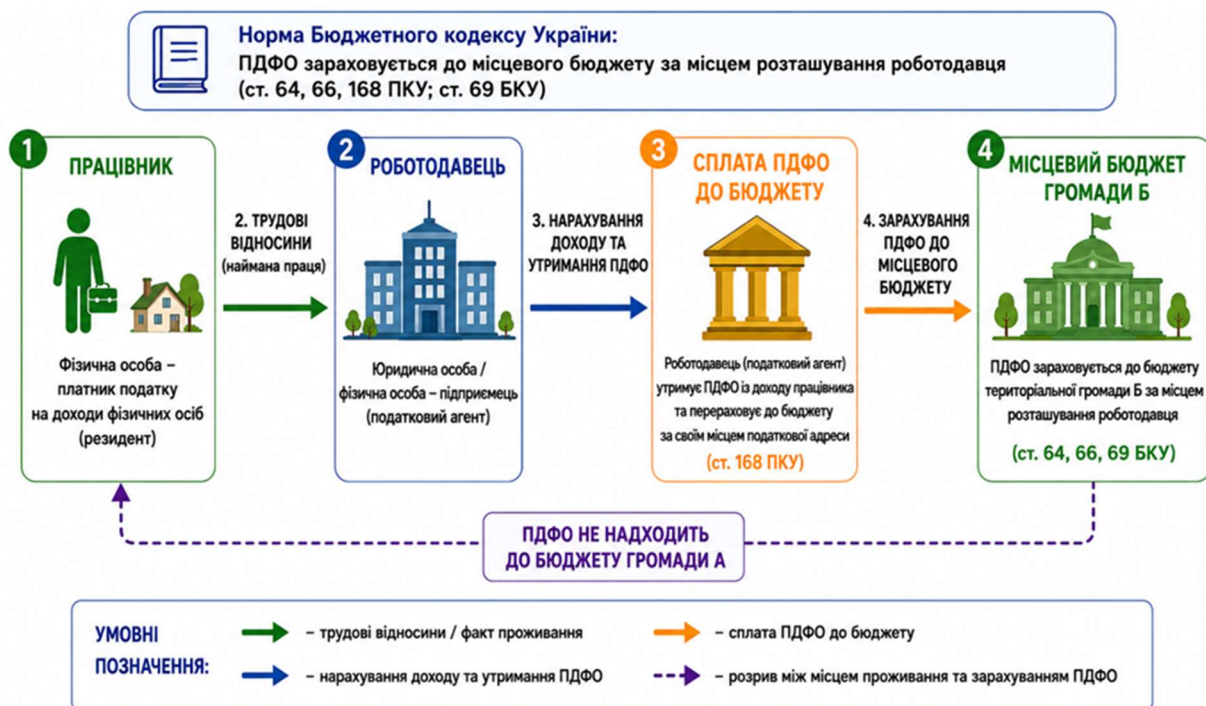 Норма Бюджетного кодексу України:
ПДФО зараховується до місцевого бюджету за місцем розташування роботодавця
(ст. 64, 66, 168 ПКУ; ст. 69 БКУ)
1
ПРАЦІВНИК
Фізична особа –
платник податку
на доходи фізичних осіб
(резидент)
2. ТРУДОВІ
ВІДНОСИНИ
(наймана праця)
2
РОБОТОДАВЕЦЬ
Юридична особа /
фізична особа – підприємець
(податковий агент)
3. НАРАХУВАННЯ
ДОХОДУ ТА
УТРИМАННЯ ПДФО
3
СПЛАТА ПДФО
ДО БЮДЖЕТУ
Роботодавець (податковий агент)
утримує ПДФО із доходу працівника
та перераховує до бюджету
за своїм місцем податкової адреси
(ст. 168 ПКУ)
4. ЗАРАХУВАННЯ
ПДФО ДО
МІСЦЕВОГО
БЮДЖЕТУ
4
МІСЦЕВИЙ БЮДЖЕТ
ГРОМАДИ Б
ПДФО зараховується до бюджету
територіальної громади Б за місцем
розташування роботодавця
(ст. 64, 66, 69 БКУ)
ПДФО НЕ НАДХОДИТЬ
ДО БЮДЖЕТУ ГРОМАДИ А
УМОВНІ
ПОЗНАЧЕННЯ:
– трудові відносини / факт проживання
– нарахування доходу та утримання ПДФО
– сплата ПДФО до бюджету
– розрив між місцем проживання та зарахуванням ПДФО